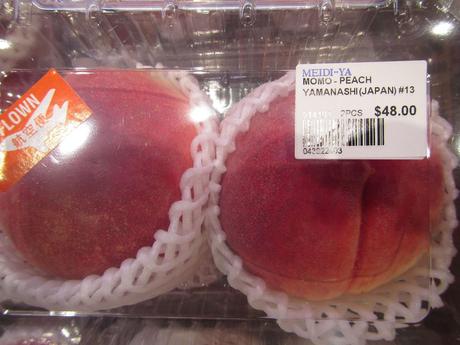 FLOWN
航空便
MEIDI-YA
MOMO - PEACH
YAMANASHI(JAPAN) #13
2PCS $48.00